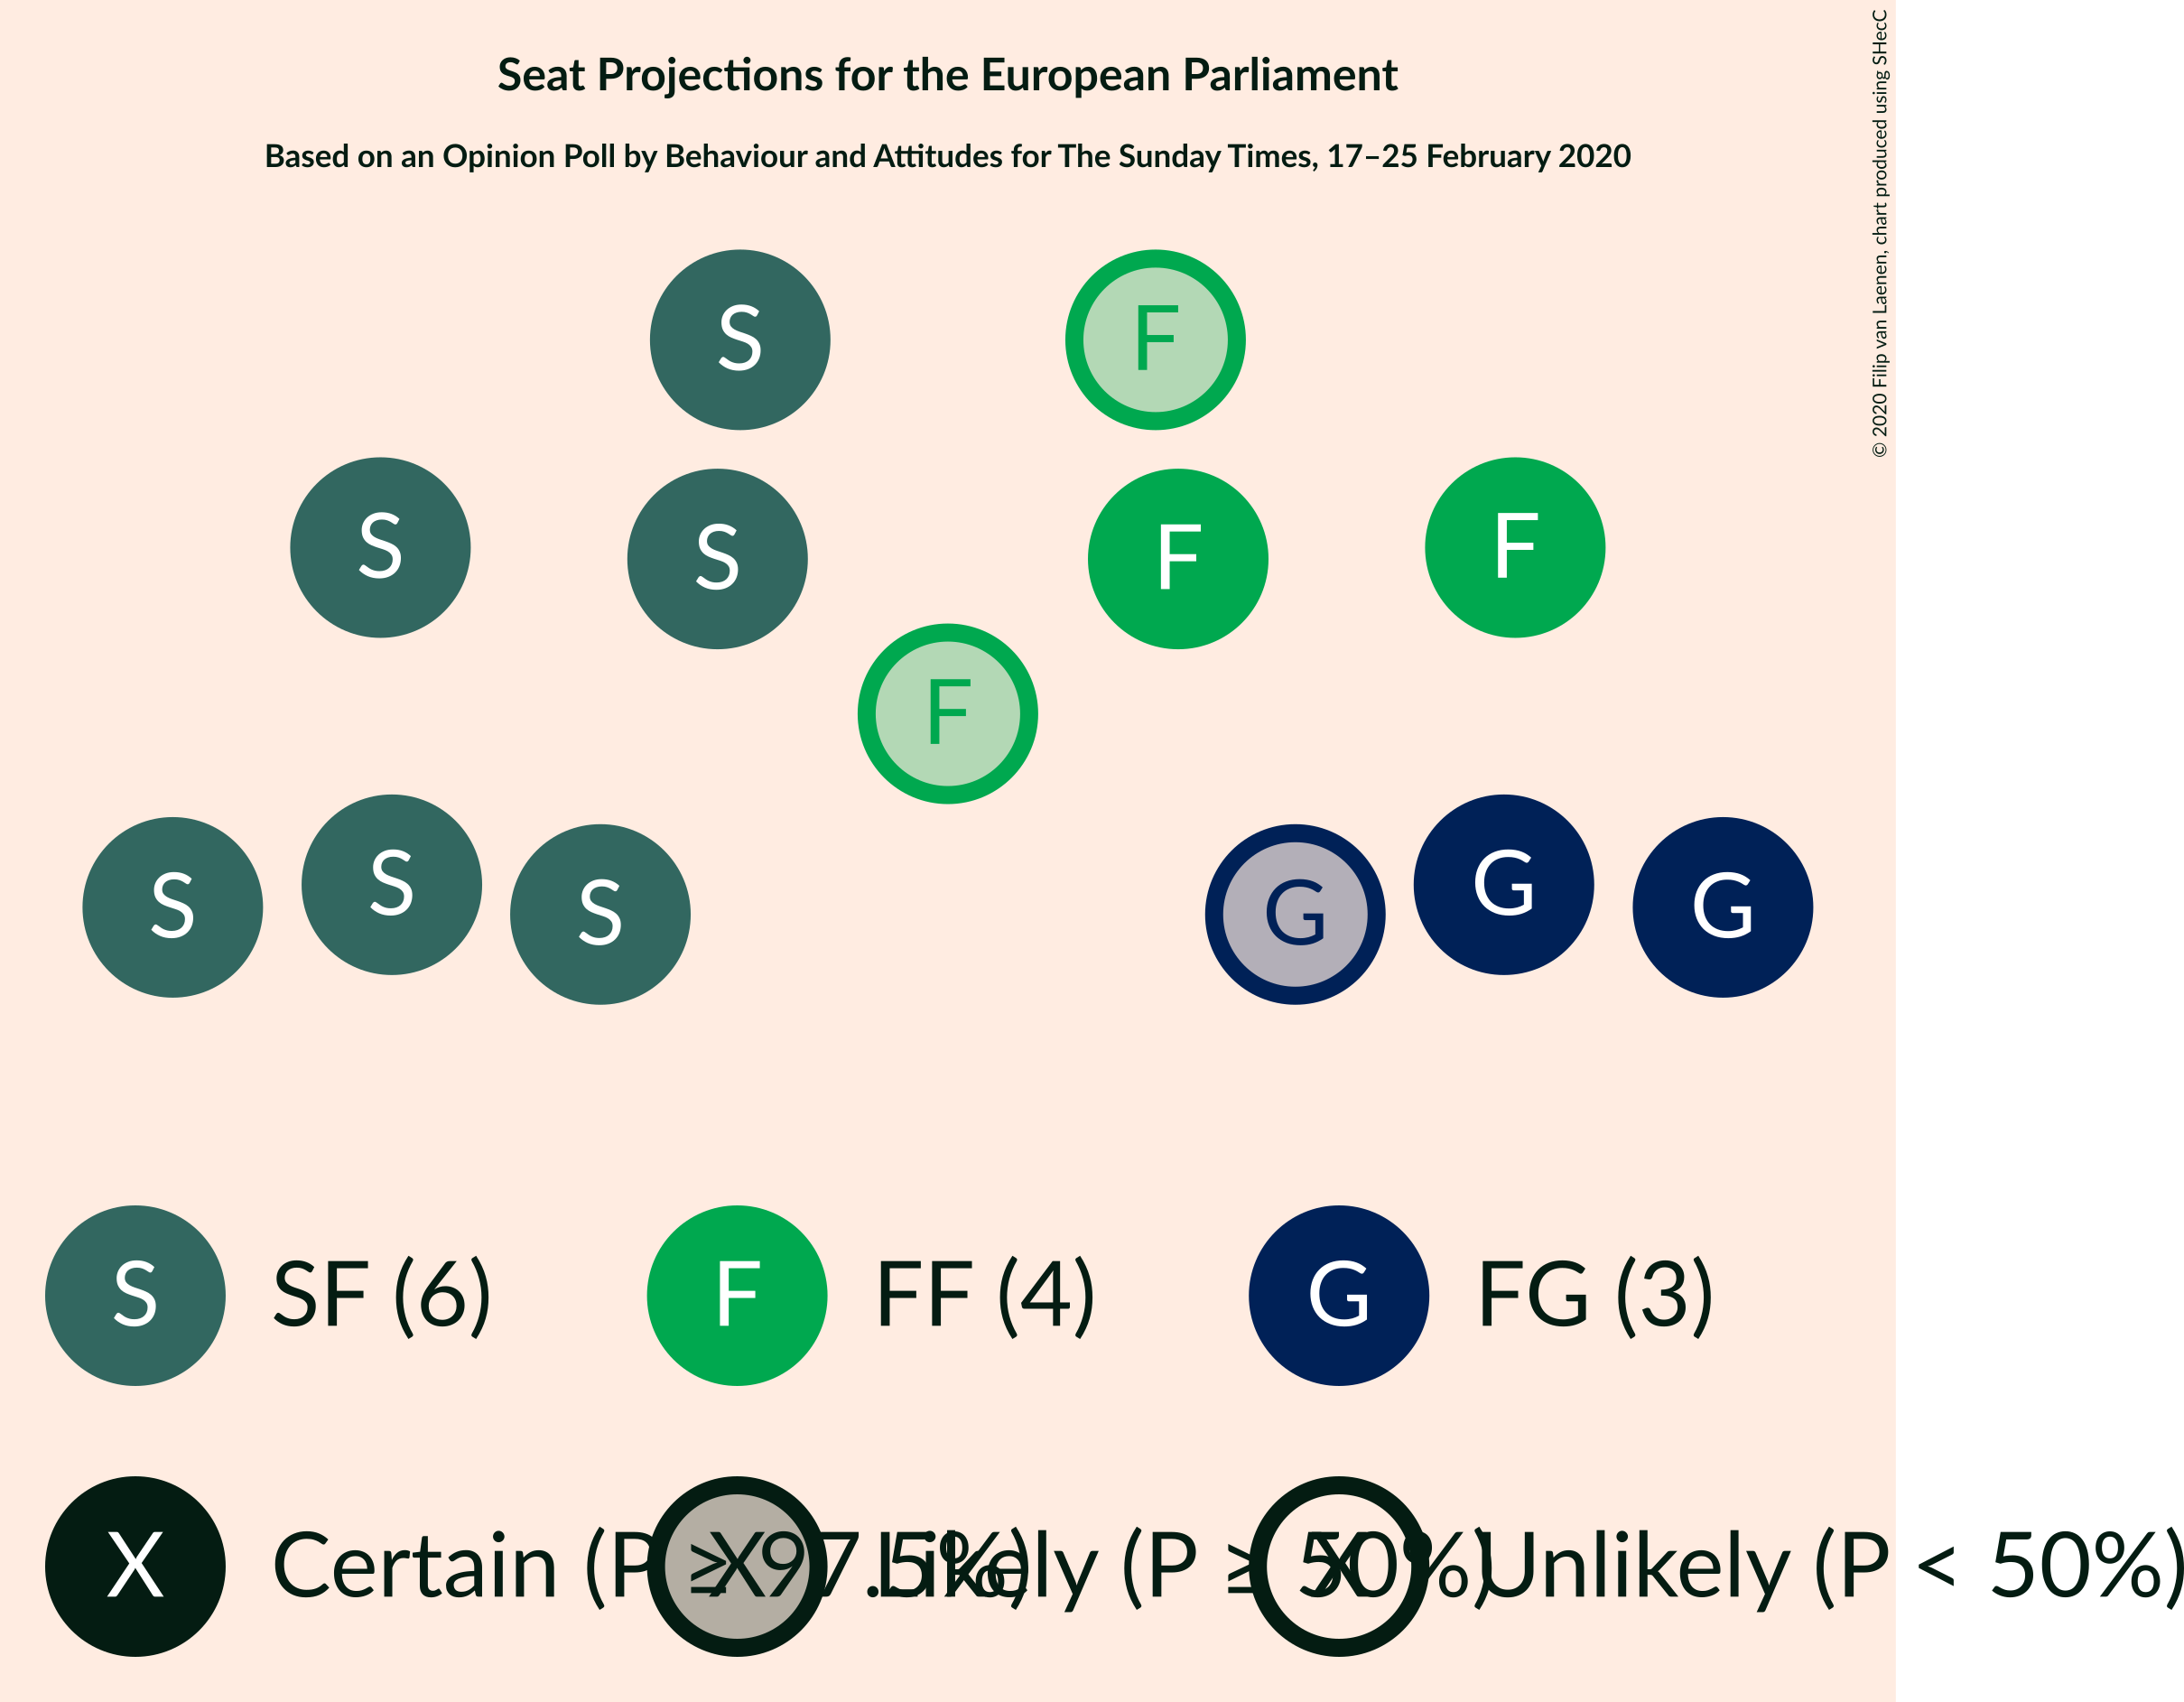 Seat Projections for the European Parliament
Based on an Opinion Poll by Behaviour and Attitudes for The Sunday Times, 17–25 February 2020
© 2020 Filip van Laenen, chart produced using SHecC
S F
S S F F
F
S S S G G G
S SF (6) F FF (4) G FG (3)
X Certain (P ≥ 97.5%) X Likely (P ≥ 50%) X Unlikely (P < 50%)